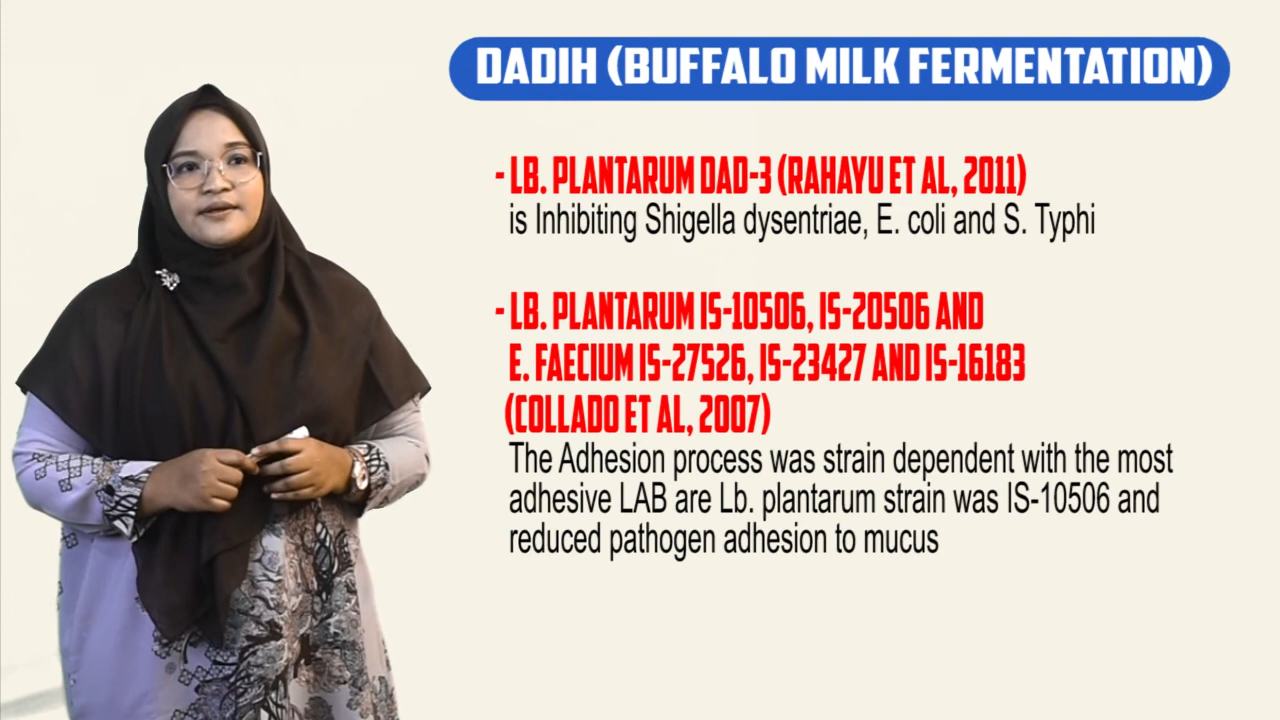 DADIH (BUFFALO MILK FERMENTATION)
- LB. PLANTARUM DAD-3 (RAHAYU ET AL, 2011)
is Inhibiting Shigella dysentriae, E. coli and S. Typhi
- LB. PLANTARUM IS-10506, IS-20506 AND
E. FAECIUM IS-27526, IS-23427 AND IS-16183
(COLLADO ET AL, 2007)
The Adhesion process was strain dependent with the most
adhesive LAB are Lb. plantarum strain was IS-10506 and
reduced pathogen adhesion to mucus